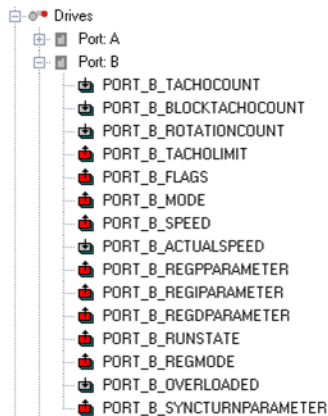 Drives
Port: A
Port: B
PORT_B_TACHOCOUNT
PORT_B_BLOCKTACHOCOUNT
PORT_B_ROTATIONCOUNT
PORT_B_TACHOLIMIT
PORT_B_FLAGS
PORT_B_MODE
PORT_B_SPEED
PORT_B_ACTUALSPEED
PORT_B_REGPPARAMETER
PORT_B_REGIPARAMETER
PORT_B_REGDPARAMETER
PORT_B_RUNSTATE
PORT_B_REGMODE
PORT_B_OVERLOADED
PORT_B_SYNCTURNPARAMETER